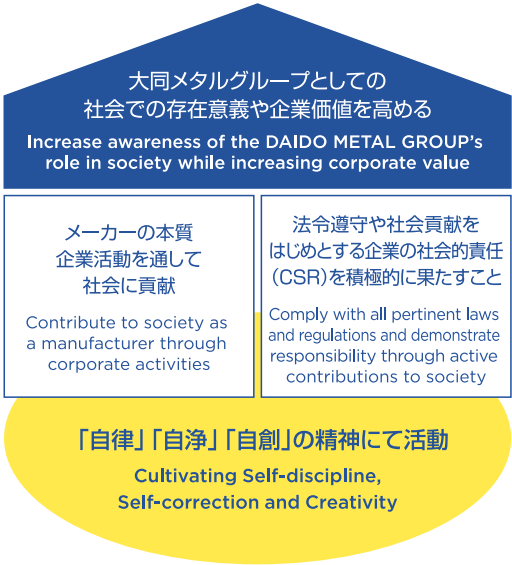 大同メタルグループとしての
社会での存在意義や企業価値を高める
Increase awareness of the DAIDO METAL GROUP's
role in society while increasing corporate value
メーカーの本質
企業活動を通して
社会に貢献
Contribute to society as
a manufacturer through
corporate activities
法令遵守や社会貢献を
はじめとする企業の社会的責任
（CSR）を積極的に果たすこと
Comply with all pertinent laws
and regulations and demonstrate
responsibility through active
contributions to society
「自律」「自浄」「自創」の精神にて活動
Cultivating Self-discipline,
Self-correction and Creativity